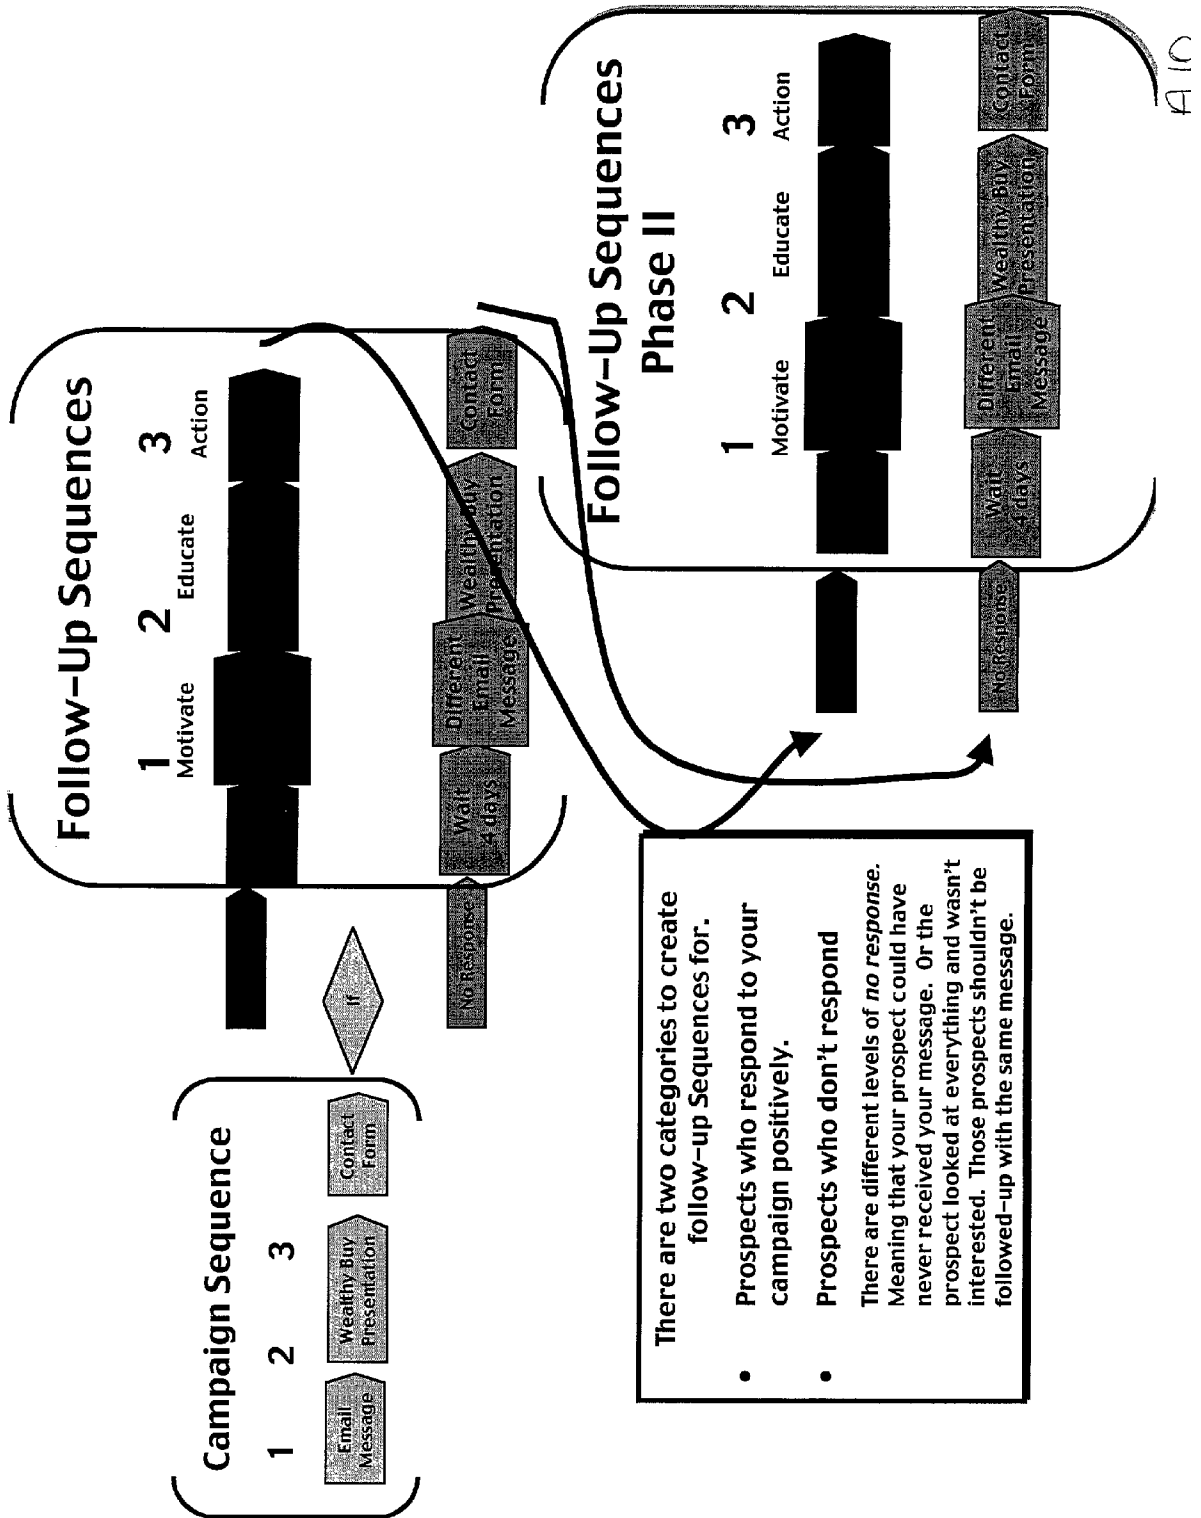 Campaign Sequence
1
2
3
Email
Message
Wealthy Buy
Presentation
Contact
Form
If
No Response
Follow-Up Sequences
1
Motivate
2
Educate
3
Action
Wait
4 days
Different
Email
Message
Wealthy Buy
Presentation
Contact
Form
There are two categories to create
follow-up Sequences for.
• Prospects who respond to your
campaign positively.
• Prospects who don't respond
There are different levels of no response.
Meaning that your prospect could have
never received your message. Or the
prospect looked at everything and wasn't
interested. Those prospects shouldn't be
followed-up with the same message.
Follow-Up Sequences
Phase II
1
Motivate
2
Educate
3
Action
No Response
Wait
4 days
Different
Email
Message
Wealthy Buy
Presentation
Contact
Form
A 10